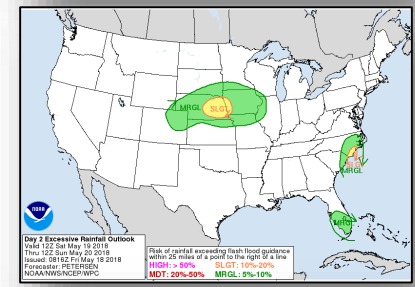 MRGL
SLGT
SLGT
MRGL
MRGL
NOAA
Day 2 Excessive Rainfall Outlook
Valid 12Z Sat May 19 2018
Thru 12Z Sun May 20 2018
Issued: 0816Z Fri May 18 2018
Forecaster: PETERSEN
NOAA/NWS/NCEP/WPC
Risk of rainfall exceeding flash flood guidance
within 25 miles of a point to the right of a line
HIGH: > 50% SLGT: 10%-20%
MDT: 20%-50% MRGL: 5%-10%